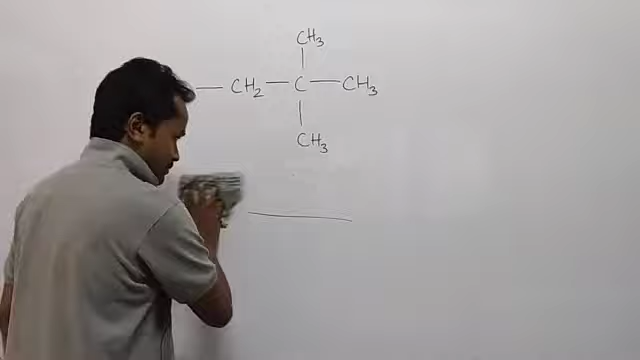 CH₃
— CH₂ — C — CH₃
CH₃